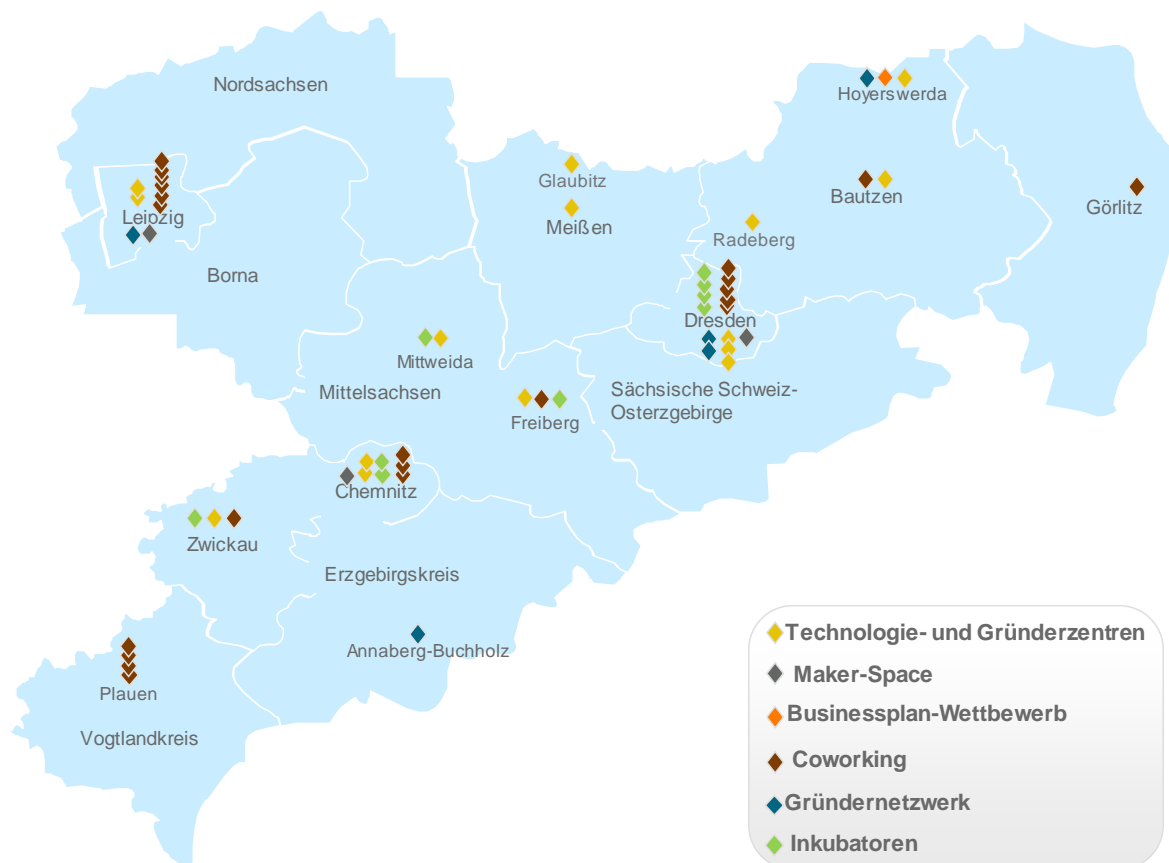 Nordsachsen
Hoyerswerda
Glaubitz
Bautzen
Görlitz
Meißen
Leipzig
Radeberg
Borna
Dresden
Mittweida
Mittelsachsen
Sächsische Schweiz-
Osterzgebirge
Freiberg
Chemnitz
Zwickau
Erzgebirgskreis
Annaberg-Buchholz
Plauen
Vogtlandkreis
Technologie- und Gründerzentren
Maker-Space
Businessplan-Wettbewerb
Coworking
Gründernetzwerk
Inkubatoren